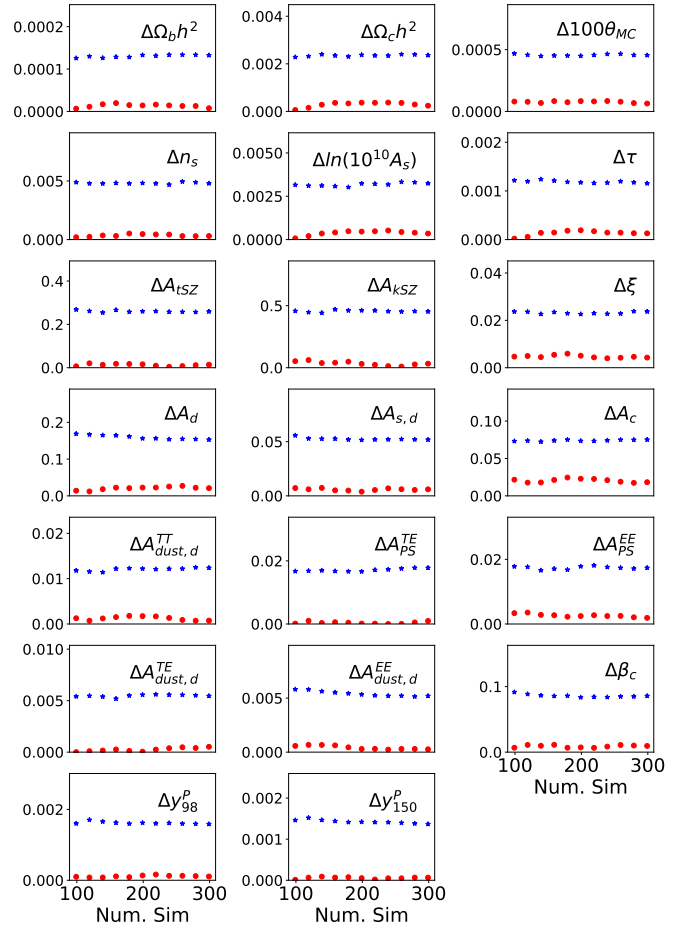 0.0002 ΔΩ_b h^2
0.0001
0.0000
0.004 ΔΩ_c h^2
0.002
0.000
Δ100θ_MC
0.0005
0.0000
Δn_s
0.005
0.000
0.0050 Δln(10^10 A_s)
0.0025
0.0000
0.002 Δτ
0.001
0.000
0.4 ΔA_tSZ
0.2
0.0
ΔA_kSZ
0.5
0.0
0.04 Δξ
0.02
0.00
ΔA_d
0.2
0.1
0.0
ΔA_s,d
0.05
0.00
0.10 ΔA_c
0.05
0.00
0.02 ΔA^TT_dust,d
0.01
0.00
ΔA^TE_PS
0.02
0.00
ΔA^EE_PS
0.02
0.00
0.010 ΔA^TE_dust,d
0.005
0.000
ΔA^EE_dust,d
0.005
0.000
Δβ_c
0.1
0.0
100 200 300
Num. Sim
Δy^P_98
0.002
0.000
100 200 300
Num. Sim
0.002 Δy^P_150
0.001
0.000
100 200 300
Num. Sim